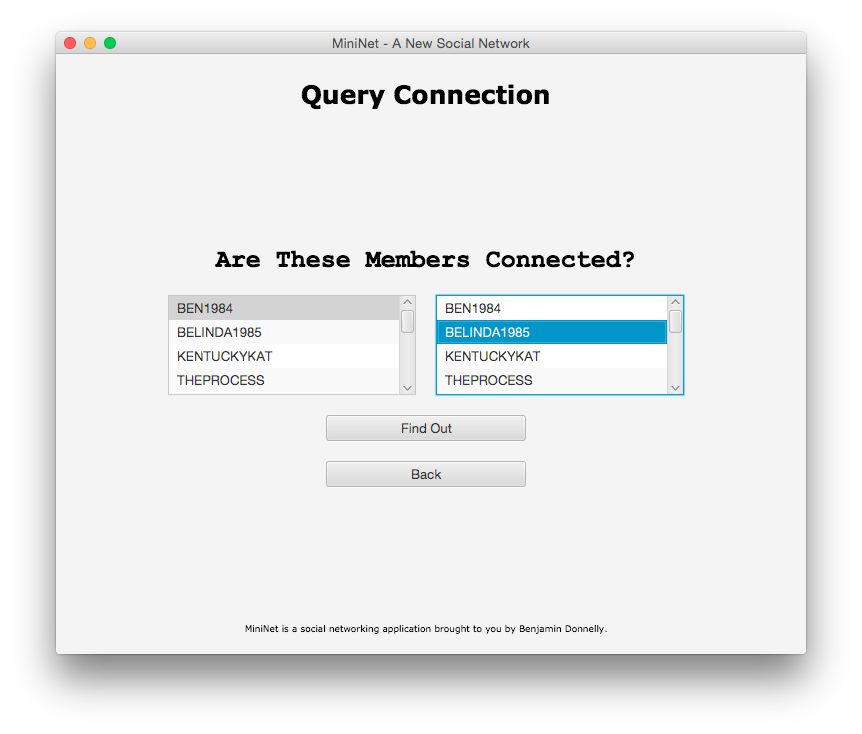 MiniNet - A New Social Network
Query Connection
Are These Members Connected?
BEN1984
BELINDA1985
KENTUCKYKAT
THEPROCESS
BEN1984
BELINDA1985
KENTUCKYKAT
THEPROCESS
Find Out
Back
MiniNet is a social networking application brought to you by Benjamin Donnelly.